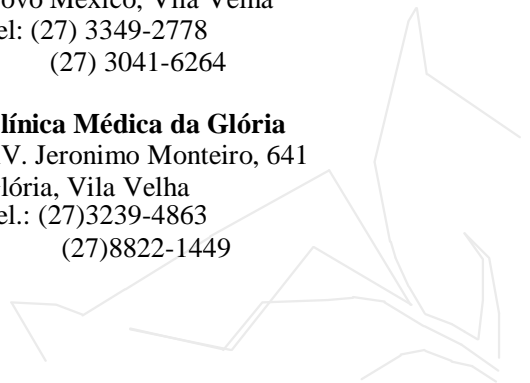 ovo México, Vila Velha
el: (27) 3349-2778
(27) 3041-6264
línica Médica da Glória
V. Jeronimo Monteiro, 641
lória, Vila Velha
el.: (27)3239-4863
(27)8822-1449